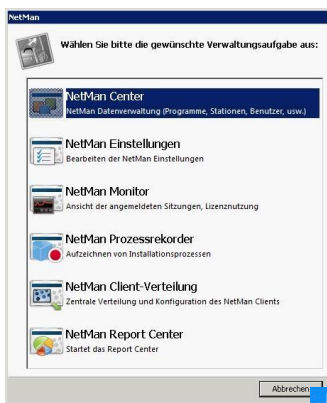 NetMan
Wählen Sie bitte die gewünschte Verwaltungsaufgabe aus:
NetMan Center
NetMan Datenverwaltung (Programme, Stationen, Benutzer, usw.)
NetMan Einstellungen
Bearbeiten der NetMan Einstellungen
NetMan Monitor
Ansicht der angemeldeten Sitzungen, Lizenznutzung
NetMan Prozessrekorder
Aufzeichnen von Installationsprozessen
NetMan Client-Verteilung
Zentrale Verteilung und Konfiguration des NetMan Clients
NetMan Report Center
Startet das Report Center
Abbrechen